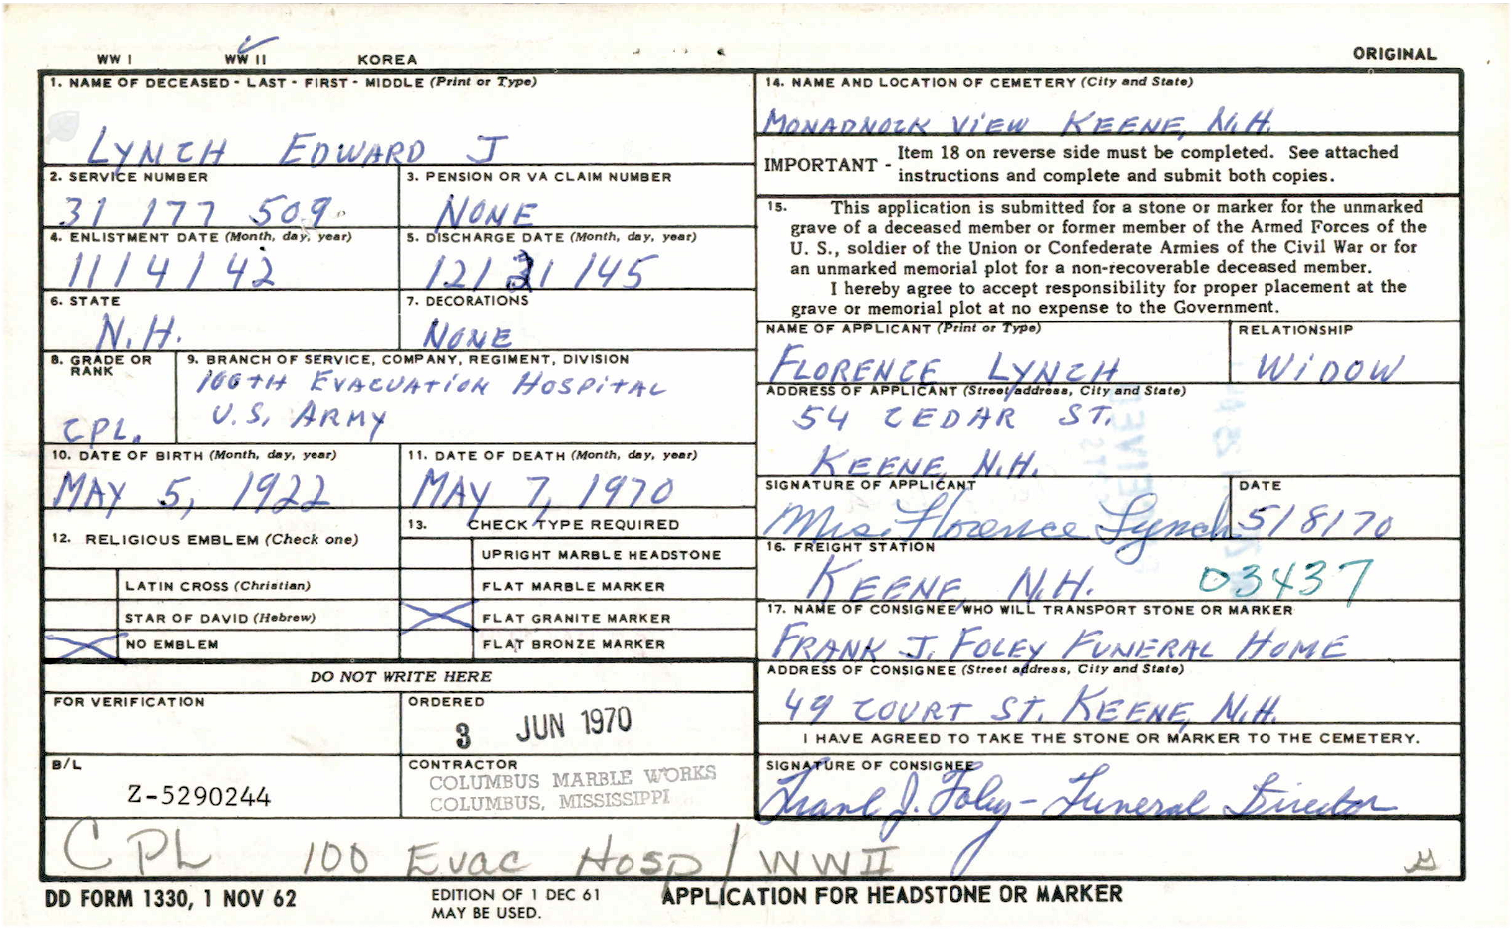 WW I WW II KOREA ORIGINAL
1. NAME OF DECEASED - LAST - FIRST - MIDDLE (Print or Type)
LYNCH EDWARD J
2. SERVICE NUMBER
31 177 509
3. PENSION OR VA CLAIM NUMBER
NONE
4. ENLISTMENT DATE (Month, day, year)
11/4/42
5. DISCHARGE DATE (Month, day, year)
12/31/45
6. STATE
N.H.
7. DECORATIONS
NONE
8. GRADE OR
RANK
CPL.
9. BRANCH OF SERVICE, COMPANY, REGIMENT, DIVISION
100TH EVACUATION HOSPITAL
U.S. ARMY
10. DATE OF BIRTH (Month, day, year)
MAY 5, 1922
11. DATE OF DEATH (Month, day, year)
MAY 7, 1970
12. RELIGIOUS EMBLEM (Check one)
LATIN CROSS (Christian)
STAR OF DAVID (Hebrew)
NO EMBLEM
13. CHECK TYPE REQUIRED
UPRIGHT MARBLE HEADSTONE
FLAT MARBLE MARKER
FLAT GRANITE MARKER
FLAT BRONZE MARKER
DO NOT WRITE HERE
FOR VERIFICATION
ORDERED
3 JUN 1970
B/L
Z-5290244
CONTRACTOR
COLUMBUS MARBLE WORKS
COLUMBUS, MISSISSIPPI
14. NAME AND LOCATION OF CEMETERY (City and State)
MONADNOCK VIEW KEENE, N.H.
IMPORTANT - Item 18 on reverse side must be completed. See attached
instructions and complete and submit both copies.
15. This application is submitted for a stone or marker for the unmarked
grave of a deceased member or former member of the Armed Forces of the
U. S., soldier of the Union or Confederate Armies of the Civil War or for
an unmarked memorial plot for a non-recoverable deceased member.
I hereby agree to accept responsibility for proper placement at the
grave or memorial plot at no expense to the Government.
NAME OF APPLICANT (Print or Type)
FLORENCE LYNCH
RELATIONSHIP
WIDOW
ADDRESS OF APPLICANT (Street address, City and State)
54 CEDAR ST.
KEENE, N.H.
SIGNATURE OF APPLICANT
Mrs. Florence Lynch
DATE
5/8/70
16. FREIGHT STATION
KEENE, N.H. 03437
17. NAME OF CONSIGNEE WHO WILL TRANSPORT STONE OR MARKER
FRANK J. FOLEY FUNERAL HOME
ADDRESS OF CONSIGNEE (Street address, City and State)
49 COURT ST. KEENE, N.H.
I HAVE AGREED TO TAKE THE STONE OR MARKER TO THE CEMETERY.
SIGNATURE OF CONSIGNEE
Frank J. Foley - Funeral Director
CPL 100 Evac Hosp / WW II
DD FORM 1330, 1 NOV 62
EDITION OF 1 DEC 61
MAY BE USED.
APPLICATION FOR HEADSTONE OR MARKER